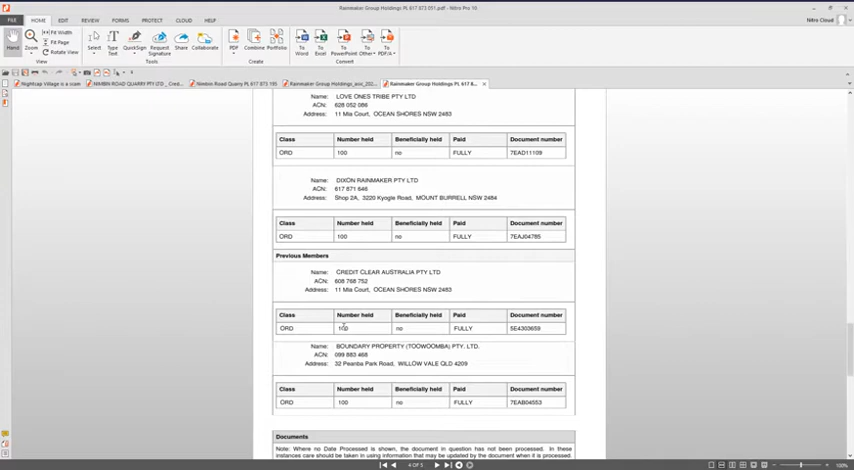 Rainmaker Group Holdings PL 617 873 551.pdf - Nitro Pro 10
FILE HOME EDIT REVIEW FORMS PROTECT CLOUD HELP Nitro Cloud
Hand Zoom Fit Width Fit Page Rotate View Select Type Text QuickSign Request Signature Share Collaborate PDF Combine Portfolio To Word To Excel To PowerPoint To Other To PDF/A
View Tools Create Convert
Nightcap Village is a scam NIMBIN ROAD QUARRY PTY LTD _ Cred... Nimbin Road Quarry PL 617 873 195 Rainmaker Group Holdings_asic_202... Rainmaker Group Holdings PL 617 8...
Name: LOVE ONES TRIBE PTY LTD
ACN: 628 052 086
Address: 11 Mia Court, OCEAN SHORES NSW 2483
Class Number held Beneficially held Paid Document number
ORD 100 no FULLY 7EAD11109
Name: DIXON RAINMAKER PTY LTD
ACN: 617 871 646
Address: Shop 2A, 3220 Kyogle Road, MOUNT BURRELL NSW 2484
Class Number held Beneficially held Paid Document number
ORD 100 no FULLY 7EAJ04785
Previous Members
Name: CREDIT CLEAR AUSTRALIA PTY LTD
ACN: 608 768 752
Address: 11 Mia Court, OCEAN SHORES NSW 2483
Class Number held Beneficially held Paid Document number
ORD 100 no FULLY 5E4303659
Name: BOUNDARY PROPERTY (TOOWOOMBA) PTY. LTD.
ACN: 099 883 468
Address: 32 Peanba Park Road, WILLOW VALE QLD 4209
Class Number held Beneficially held Paid Document number
ORD 100 no FULLY 7EAB04553
Documents
Note: Where no Date Processed is shown, the document in question has not been processed. In these
instances care should be taken in using information that may be updated by the document when it is
4 OF 5 100%